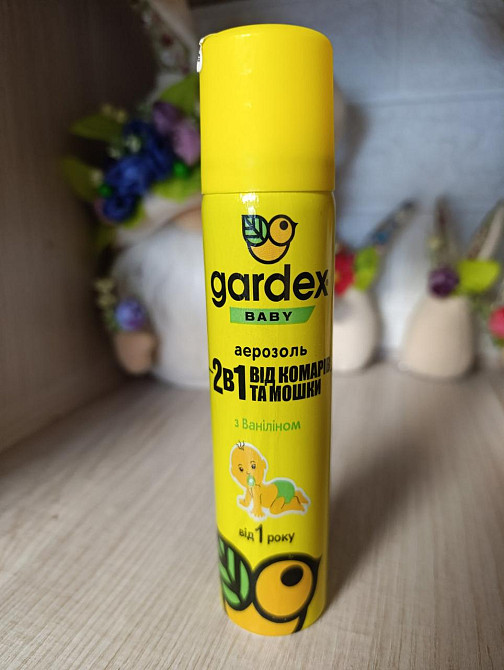 gardex
BABY
аерозоль
2в1 ВІД КОМАРІВ
ТА МОШКИ
з Ваніліном
від 1 року